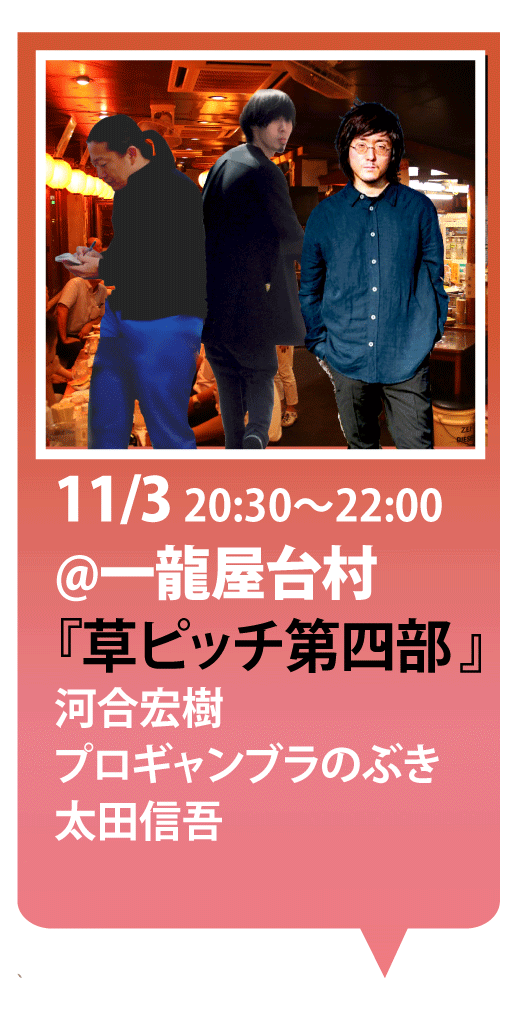 11/3 20:30〜22:00
@一龍屋台村
『草ピッチ第四部』
河合宏樹
プロギャンブラのぶき
太田信吾